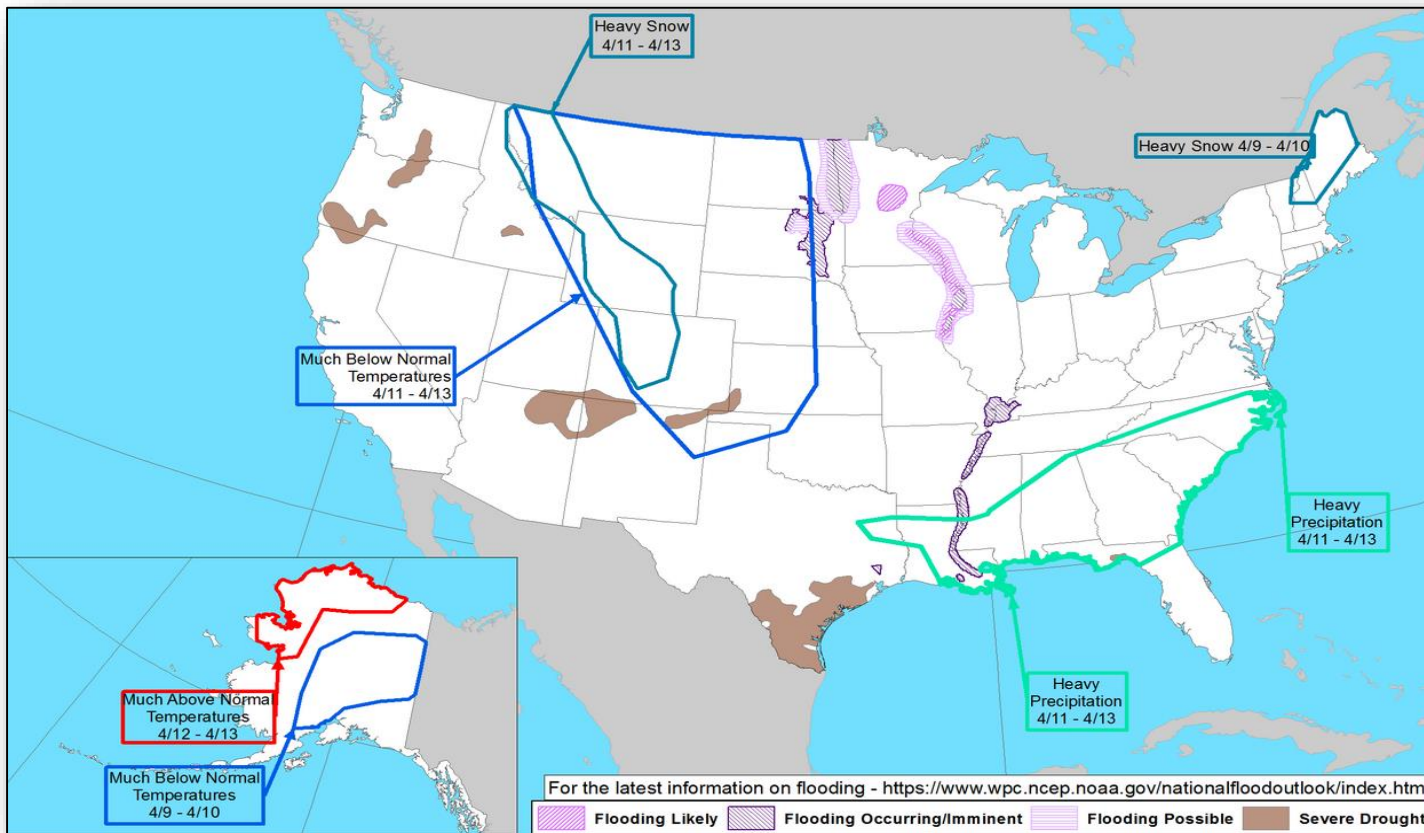 Heavy Snow
4/11 - 4/13
Heavy Snow 4/9 - 4/10
Much Below Normal
Temperatures
4/11 - 4/13
Heavy
Precipitation
4/11 - 4/13
Heavy
Precipitation
4/11 - 4/13
Much Above Normal
Temperatures
4/12 - 4/13
Much Below Normal
Temperatures
4/9 - 4/10
For the latest information on flooding - https://www.wpc.ncep.noaa.gov/nationalfloodoutlook/index.htm
Flooding Likely Flooding Occurring/Imminent Flooding Possible Severe Drought